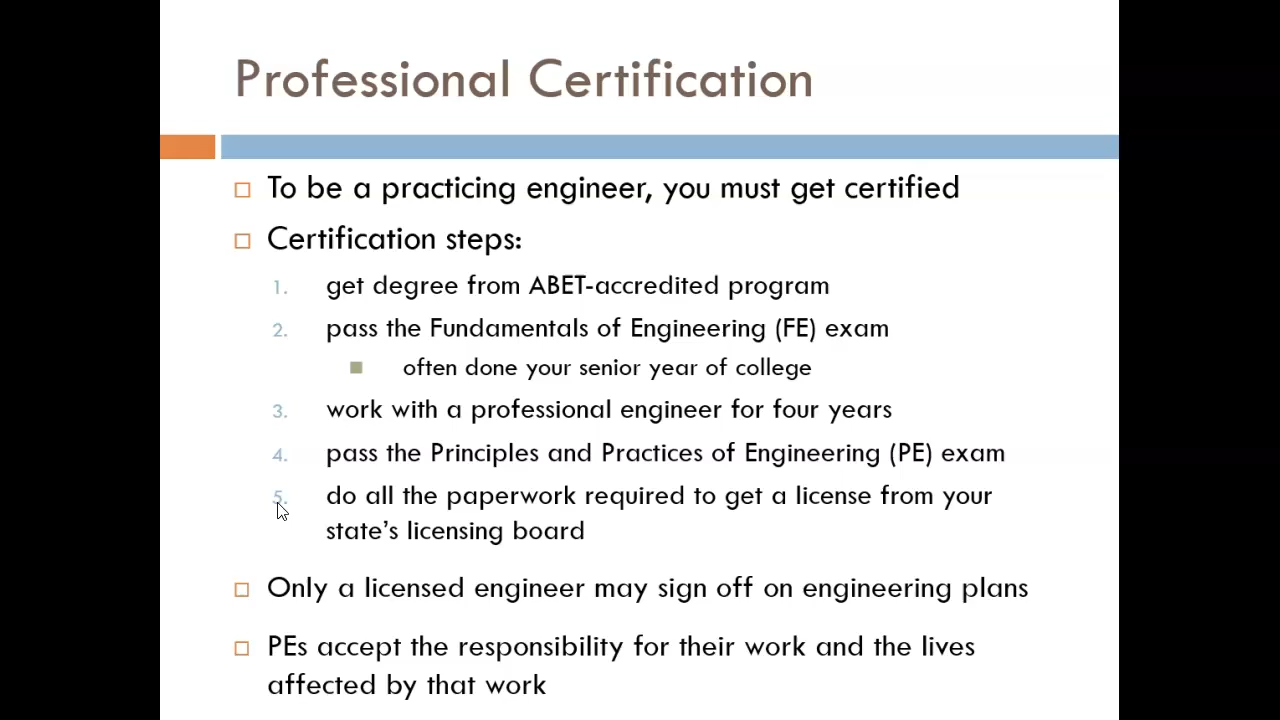 Professional Certification
To be a practicing engineer, you must get certified
Certification steps:
1. get degree from ABET-accredited program
2. pass the Fundamentals of Engineering (FE) exam
often done your senior year of college
3. work with a professional engineer for four years
4. pass the Principles and Practices of Engineering (PE) exam
5. do all the paperwork required to get a license from your
state’s licensing board
Only a licensed engineer may sign off on engineering plans
PEs accept the responsibility for their work and the lives
affected by that work